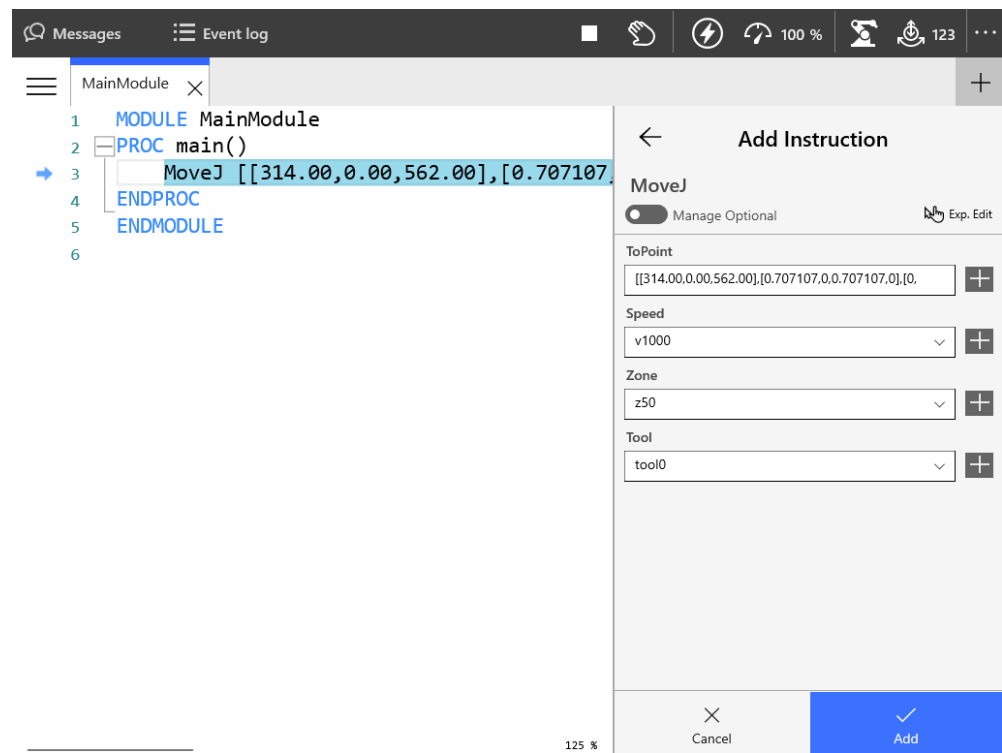 Messages
Event log
100 %
123
MainModule
1 MODULE MainModule
2 PROC main()
3 MoveJ [[314.00,0.00,562.00],[0.707107,
4 ENDPROC
5 ENDMODULE
6
125 %
Add Instruction
MoveJ
Manage Optional
Exp. Edit
ToPoint
[[314.00,0.00,562.00],[0.707107,0,0.707107,0],[0,
Speed
v1000
Zone
z50
Tool
tool0
Cancel
Add